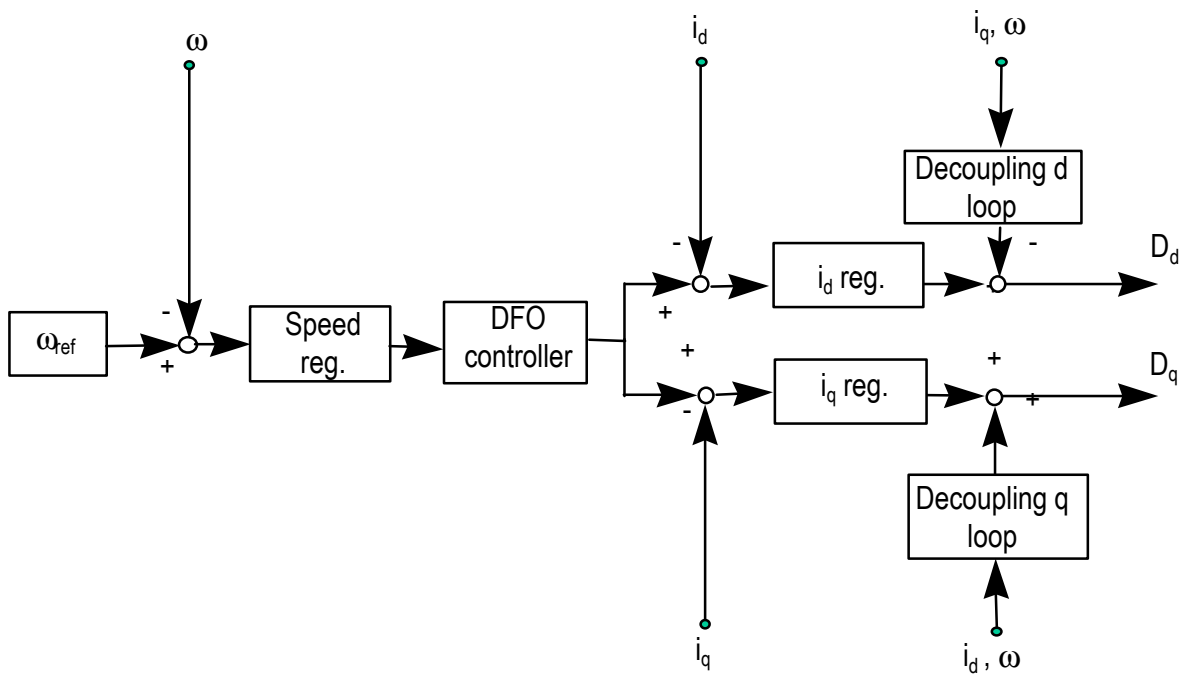 ω
i_d
i_q, ω
Decoupling d
loop
-
-
D_d
i_d reg.
-
+
ω_ref
-
+
Speed
reg.
DFO
controller
+
-
i_q reg.
+
+
D_q
Decoupling q
loop
i_q
i_d , ω